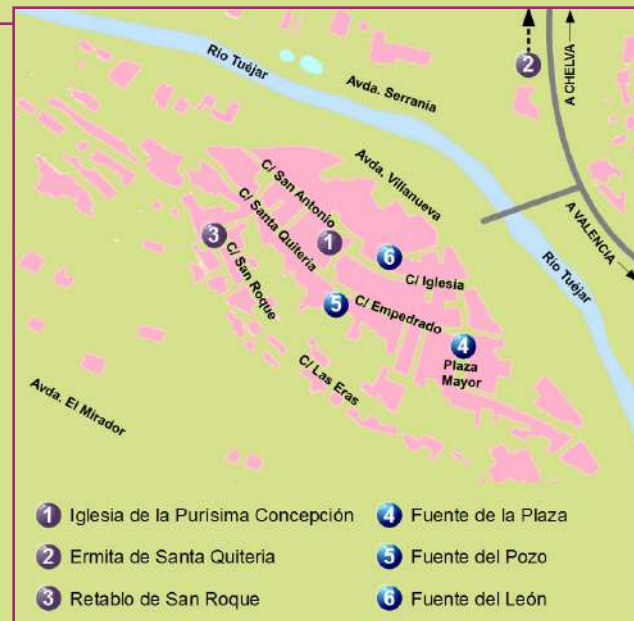 Río Tuéjar
Avda. Serranía
2
A CHELVA
A VALENCIA
Río Tuéjar
Avda. Villanueva
C/ San Antonio
C/ Santa Quiteria
1
3
C/ San Roque
6
C/ Iglesia
5
C/ Empedrado
4
Plaza
Mayor
C/ Las Eras
Avda. El Mirador
1 Iglesia de la Purísima Concepción
2 Ermita de Santa Quiteria
3 Retablo de San Roque
4 Fuente de la Plaza
5 Fuente del Pozo
6 Fuente del León